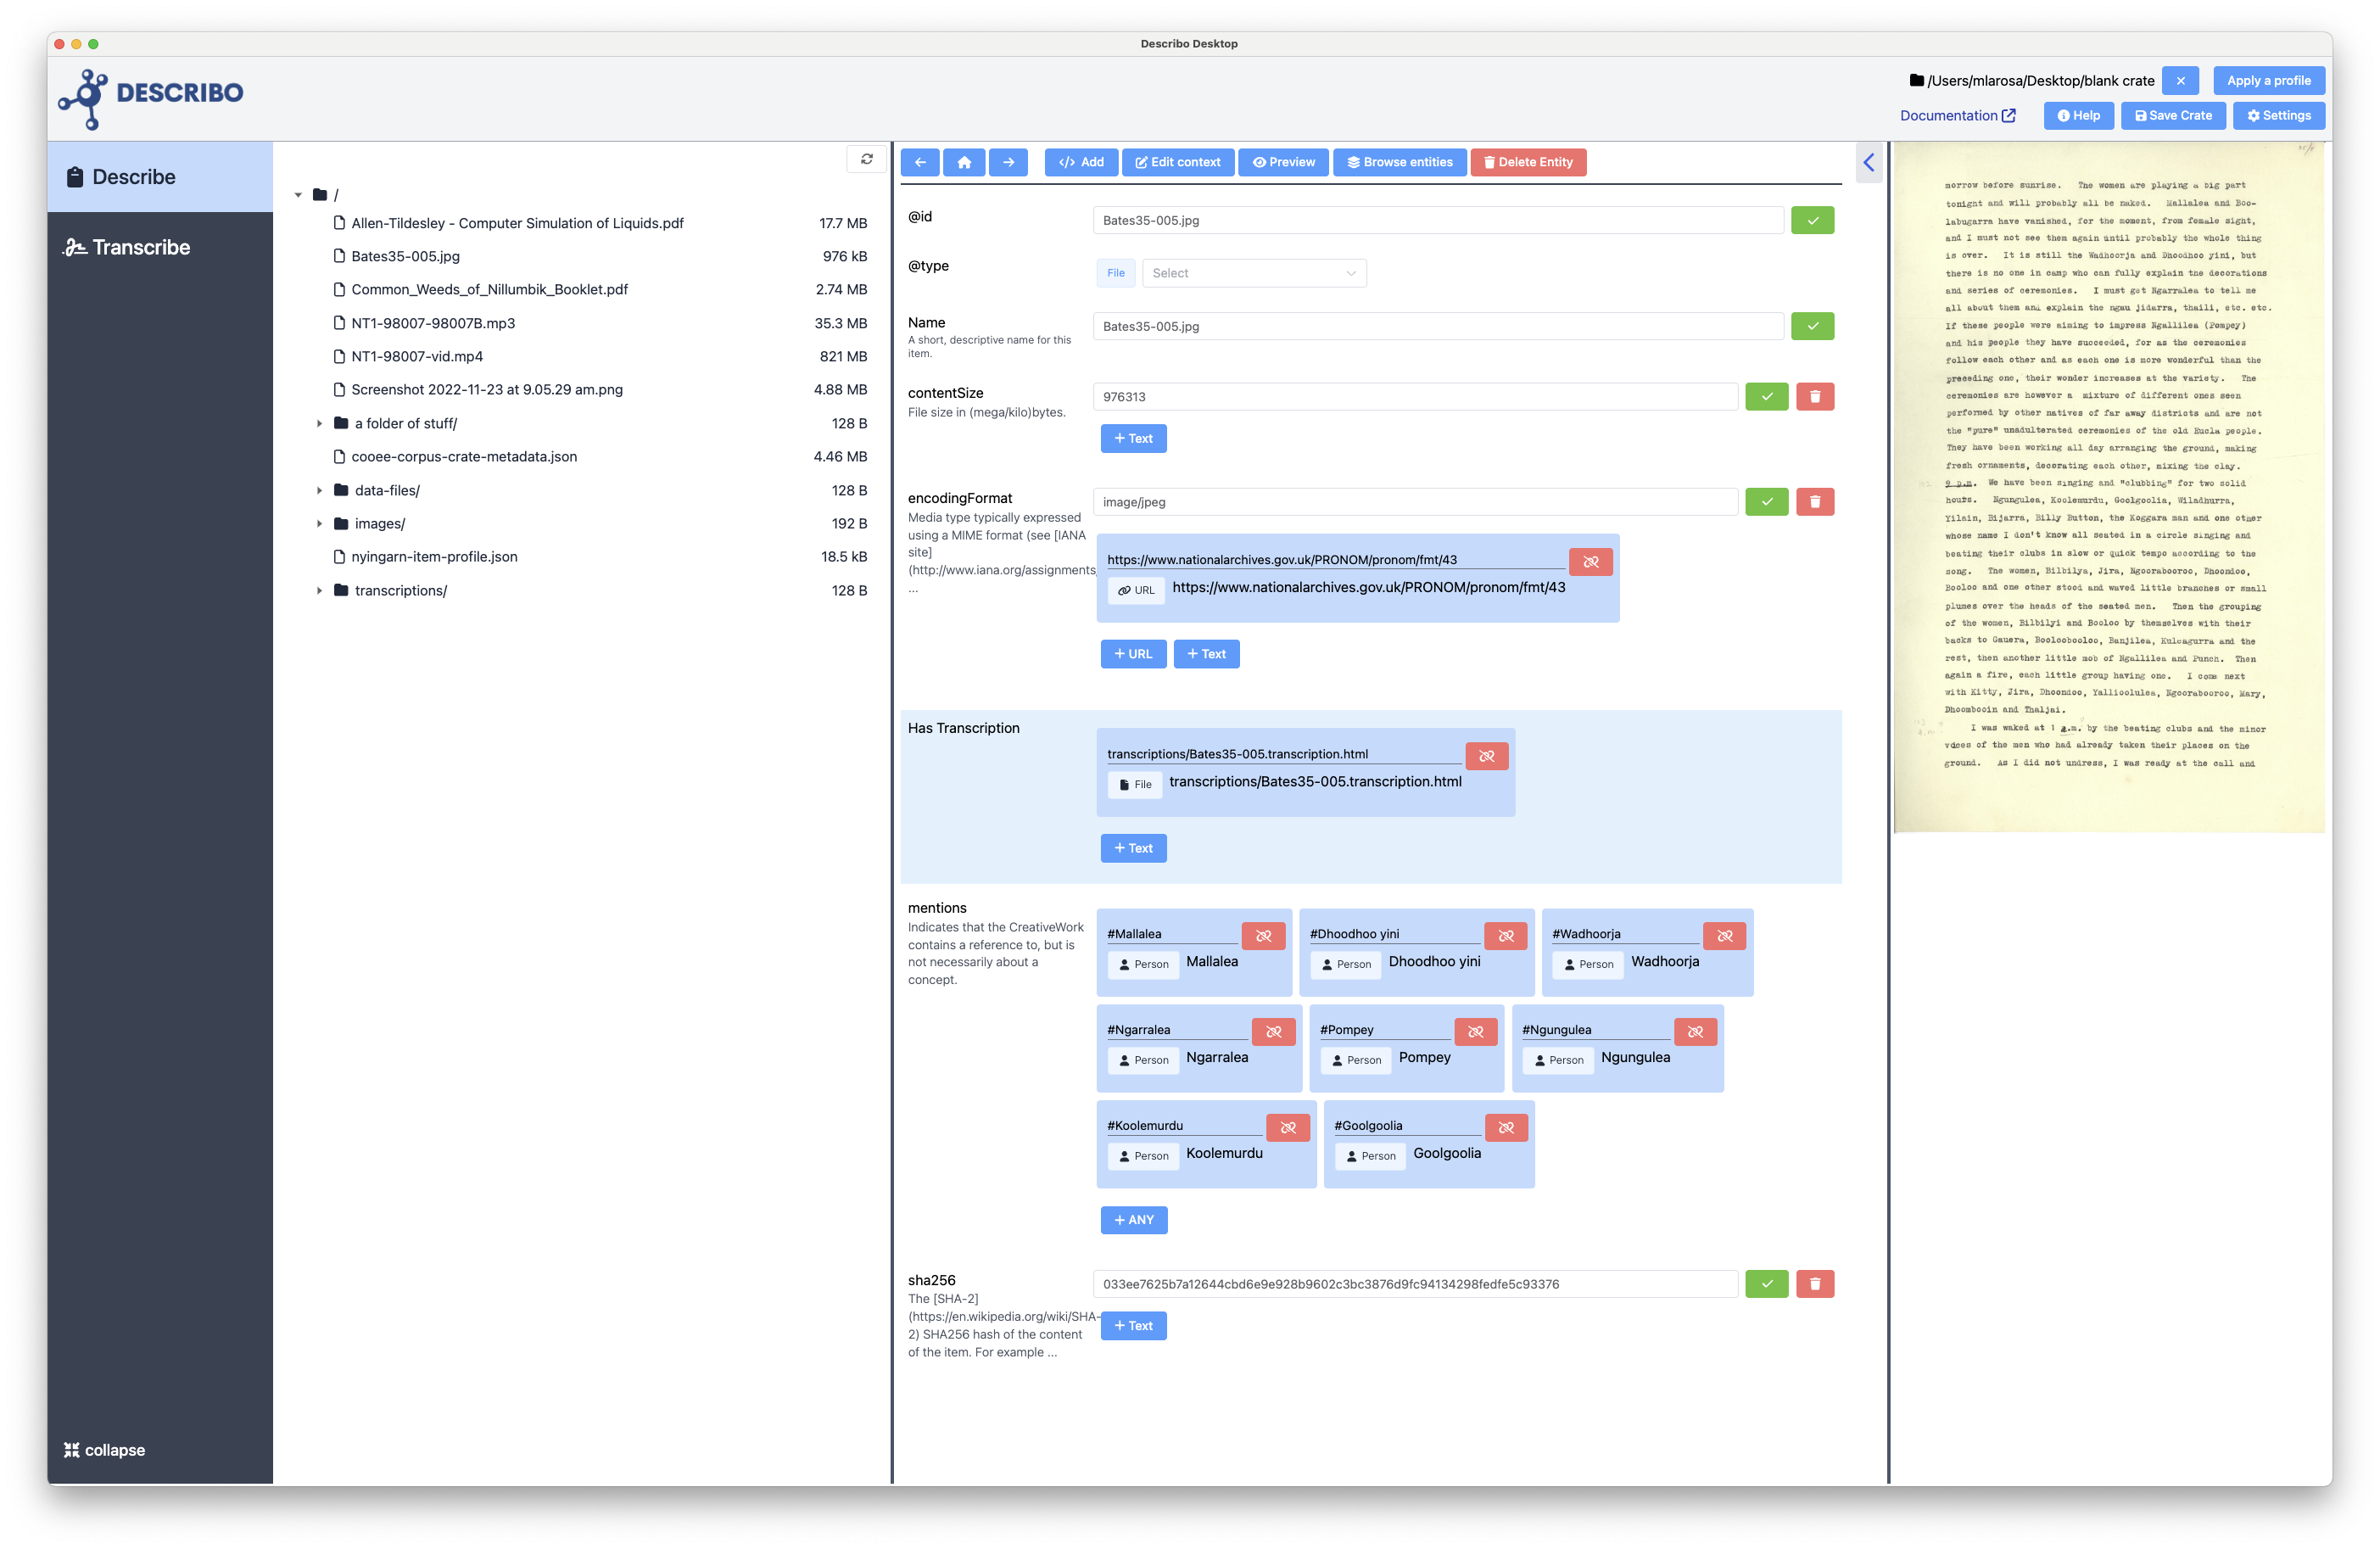 Describo Desktop
DESCRIBO
/Users/mlarosa/Desktop/blank crate
Apply a profile
Documentation
Help
Save Crate
Settings
Describe
Transcribe
collapse
/
Allen-Tildesley - Computer Simulation of Liquids.pdf 17.7 MB
Bates35-005.jpg 976 kB
Common_Weeds_of_Nillumbik_Booklet.pdf 2.74 MB
NT1-98007-98007B.mp3 35.3 MB
NT1-98007-vid.mp4 821 MB
Screenshot 2022-11-23 at 9.05.29 am.png 4.88 MB
a folder of stuff/ 128 B
cooee-corpus-crate-metadata.json 4.46 MB
data-files/ 128 B
images/ 192 B
nyingarn-item-profile.json 18.5 kB
transcriptions/ 128 B
</> Add
Edit context
Preview
Browse entities
Delete Entity
@id
Bates35-005.jpg
@type
File
Select
Name
A short, descriptive name for this
item.
Bates35-005.jpg
contentSize
File size in (mega/kilo)bytes.
976313
+ Text
encodingFormat
Media type typically expressed
using a MIME format (see [IANA
site]
(http://www.iana.org/assignments/
...
image/jpeg
https://www.nationalarchives.gov.uk/PRONOM/pronom/fmt/43
URL https://www.nationalarchives.gov.uk/PRONOM/pronom/fmt/43
+ URL
+ Text
Has Transcription
transcriptions/Bates35-005.transcription.html
File transcriptions/Bates35-005.transcription.html
+ Text
mentions
Indicates that the CreativeWork
contains a reference to, but is
not necessarily about a
concept.
#Mallalea
Person Mallalea
#Dhoodhoo yini
Person Dhoodhoo yini
#Wadhoorja
Person Wadhoorja
#Ngarralea
Person Ngarralea
#Pompey
Person Pompey
#Ngungulea
Person Ngungulea
#Koolemurdu
Person Koolemurdu
#Goolgoolia
Person Goolgoolia
+ ANY
sha256
The [SHA-2]
(https://en.wikipedia.org/wiki/SHA-
2) SHA256 hash of the content
of the item. For example ...
033ee7625b7a12644cbd6e9e928b9602c3bc3876d9fc94134298fedfe5c93376
+ Text
morrow before sunrise. The women are playing a big part
tonight and will probably all be naked. Mallalea and Boo-
labugarra have vanished, for the moment, from female sight,
and I must not see them again until probably the whole thing
is over. It is still the Wadhoorja and Dhoodhoo yini, but
there is no one in camp who can fully explain the decorations
and series of ceremonies. I must get Ngarralea to tell me
all about them and explain the ngau jidarra, thaili, etc. etc.
If these people were aiming to impress Ngallilea (Pompey)
and his people they have succeeded, for as the ceremonies
follow each other and as each one is more wonderful than the
preceding one, their wonder increases at the variety. The
ceremonies are however a mixture of different ones seen
performed by other natives of far away districts and are not
the "pure" unadulterated ceremonies of the old Eucla people.
They have been working all day arranging the ground, making
fresh ornaments, decorating each other, mixing the clay.
9 p.m. We have been singing and "clubbing" for two solid
hours. Ngungulea, Koolemurdu, Goolgoolia, Wiladhurra,
Yilain, Bijarra, Billy Button, the Koggara man and one other
whose name I don't know all seated in a circle singing and
beating their clubs in slow or quick tempo according to the
song. The women, Bilbilya, Jira, Ngoorabooroo, Dhoondoo,
Booloo and one other stood and waved little branches or small
plumes over the heads of the seated men. Then the grouping
of the women, Bilbilyi and Booloo by themselves with their
backs to Gauera, Booloobooloo, Banjilea, Kulcagurra and the
rest, then another little mob of Ngallilea and Punch. Then
again a fire, each little group having one. I come next
with Kitty, Jira, Dhoondoo, Yallioolulea, Ngoorabooroo, Mary,
Dhoombooin and Thaljai.
I was waked at 1 a.m. by the beating clubs and the minor
voices of the men who had already taken their places on the
ground. As I did not undress, I was ready at the call and